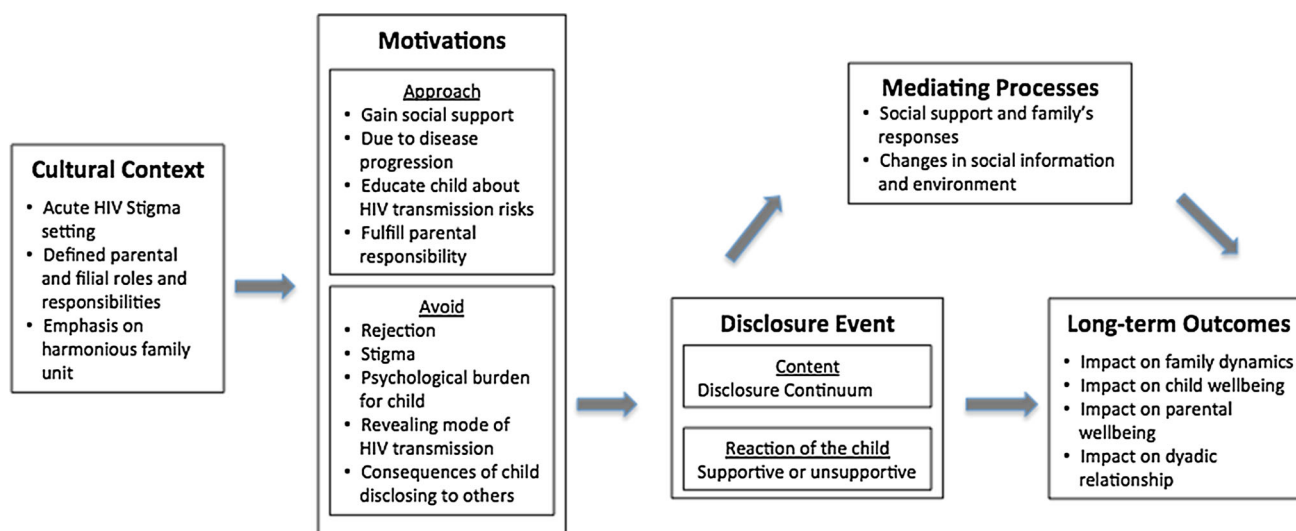 Cultural Context
• Acute HIV Stigma
setting
• Defined parental
and filial roles and
responsibilities
• Emphasis on
harmonious family
unit
Motivations
Approach
• Gain social support
• Due to disease
progression
• Educate child about
HIV transmission risks
• Fulfill parental
responsibility
Avoid
• Rejection
• Stigma
• Psychological burden
for child
• Revealing mode of
HIV transmission
• Consequences of child
disclosing to others
Disclosure Event
Content
Disclosure Continuum
Reaction of the child
Supportive or unsupportive
Mediating Processes
• Social support and family's
responses
• Changes in social information
and environment
Long-term Outcomes
• Impact on family dynamics
• Impact on child wellbeing
• Impact on parental
wellbeing
• Impact on dyadic
relationship